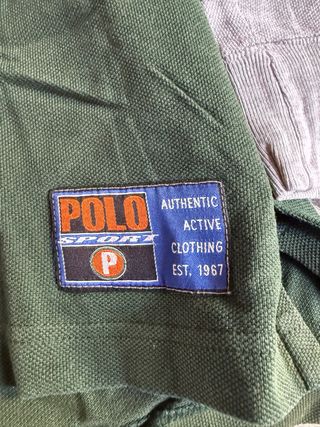 POLO
SPORT
P
AUTHENTIC
ACTIVE
CLOTHING
EST. 1967